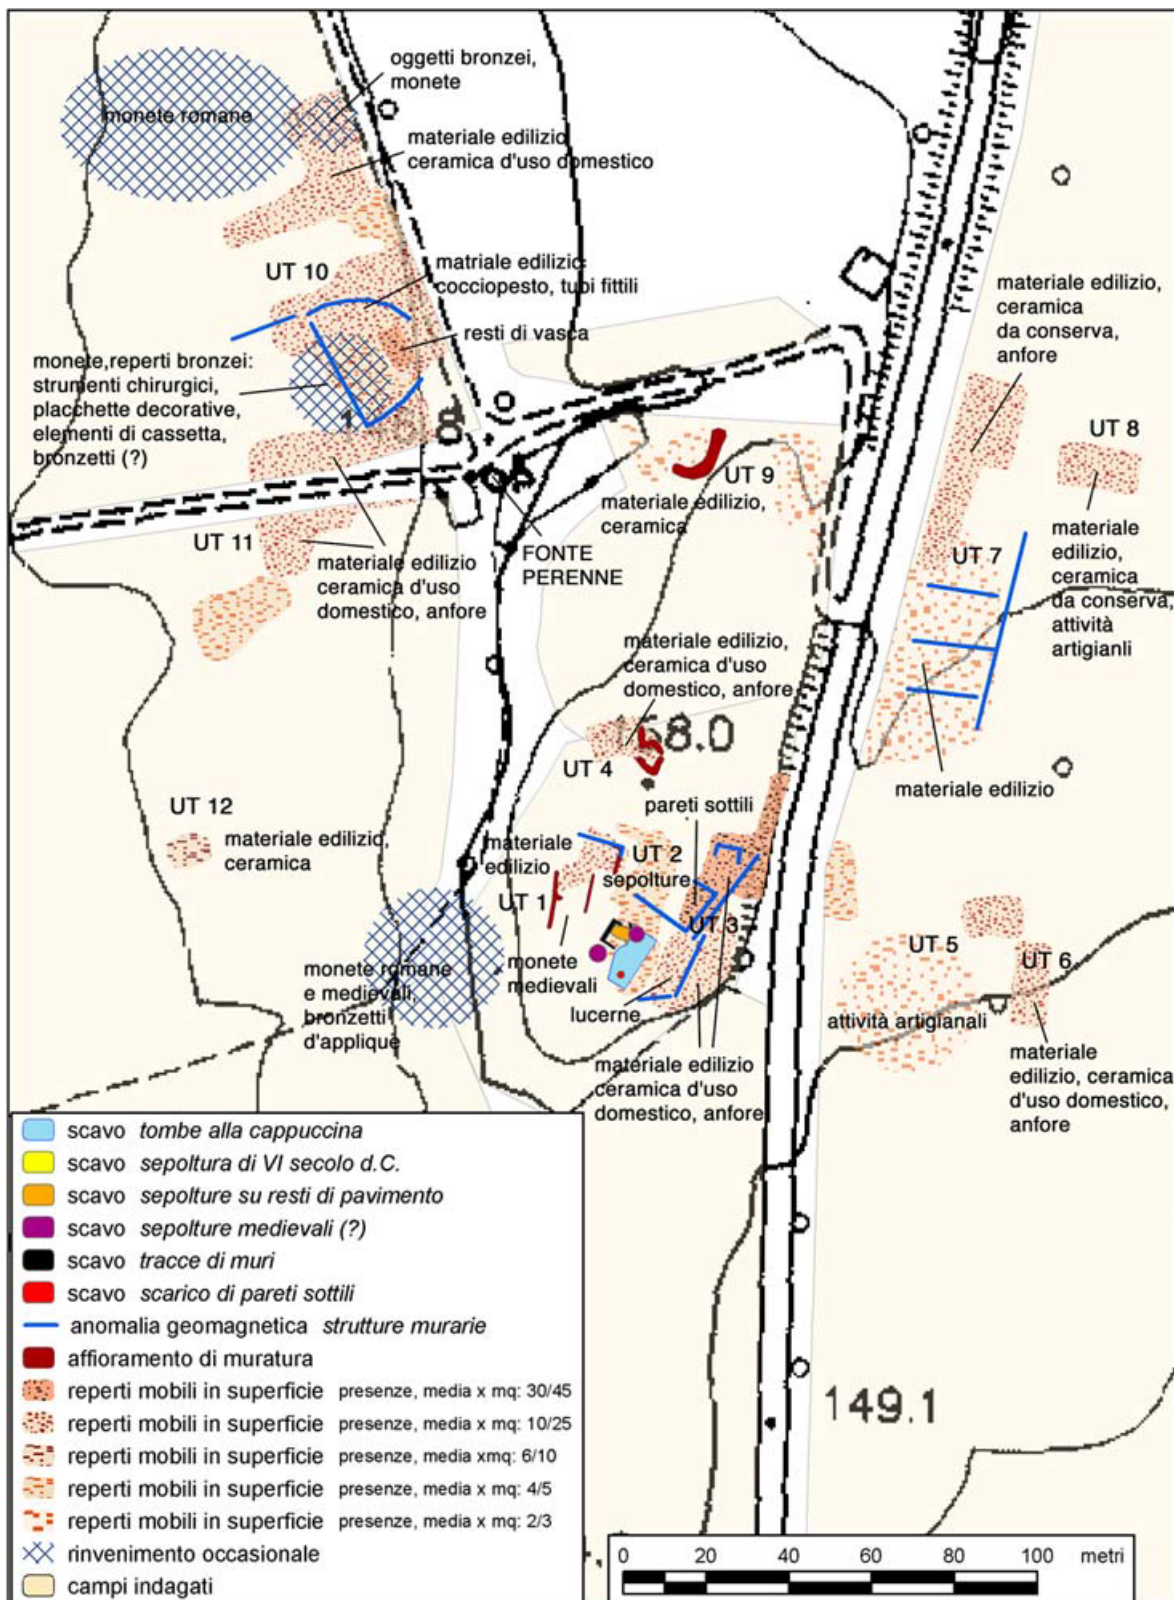 oggetti bronzei,
monete
monete romane
materiale edilizio
ceramica d'uso domestico
UT 10
matriale edilizio:
cocciopesto, tubi fittili
resti di vasca
monete,reperti bronzei:
strumenti chirurgici,
placchette decorative,
elementi di cassetta,
bronzetti (?)
materiale edilizio,
ceramica
da conserva,
anfore
UT 8
UT 9
materiale edilizio,
ceramica
UT 11
materiale edilizio
ceramica d'uso
domestico, anfore
FONTE
PERENNE
UT 7
materiale
edilizio,
ceramica
da conserva,
attività
artigianli
materiale edilizio,
ceramica d'uso
domestico, anfore
168.0
UT 4
materiale edilizio
pareti sottili
UT 12
materiale edilizio,
ceramica
materiale
edilizio
UT 2
sepolture
UT 1
UT 3
UT 5
UT 6
monete romane
e medievali,
bronzetti
d'applique
monete
medievali
lucerne
attività artigianali
materiale edilizio
ceramica d'uso
domestico, anfore
materiale
edilizio, ceramica
d'uso domestico,
anfore
scavo tombe alla cappuccina
scavo sepoltura di VI secolo d.C.
scavo sepolture su resti di pavimento
scavo sepolture medievali (?)
scavo tracce di muri
scavo scarico di pareti sottili
anomalia geomagnetica strutture murarie
affioramento di muratura
reperti mobili in superficie presenze, media x mq: 30/45
reperti mobili in superficie presenze, media x mq: 10/25
reperti mobili in superficie presenze, media xmq: 6/10
reperti mobili in superficie presenze, media x mq: 4/5
reperti mobili in superficie presenze, media x mq: 2/3
rinvenimento occasionale
campi indagati
149.1
0 20 40 60 80 100 metri